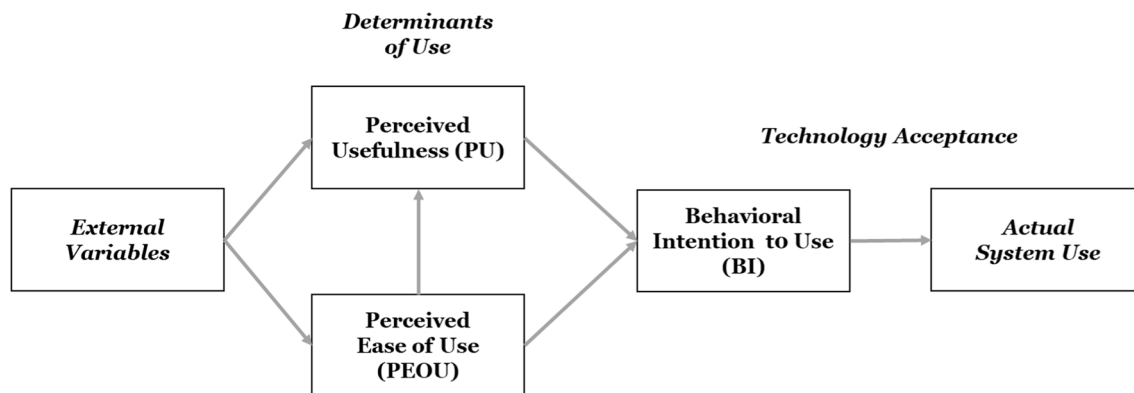 Determinants
of Use
Perceived
Usefulness (PU)
Technology Acceptance
External
Variables
Behavioral
Intention to Use
(BI)
Actual
System Use
Perceived
Ease of Use
(PEOU)